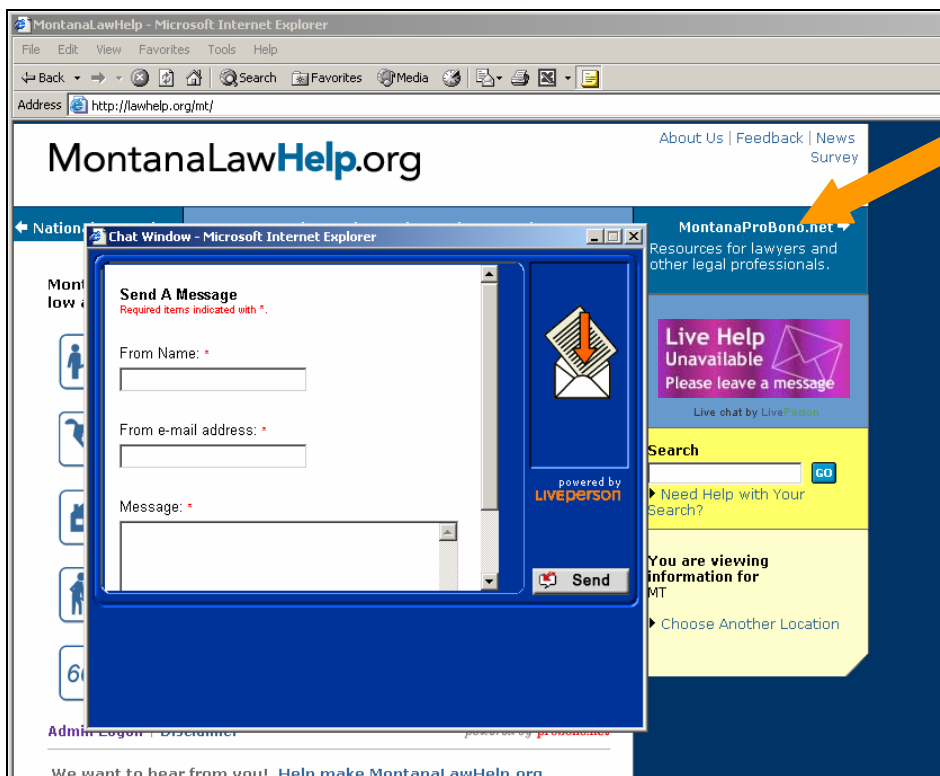 MontanaLawHelp - Microsoft Internet Explorer
File Edit View Favorites Tools Help
Back Search Favorites Media
Address http://lawhelp.org/mt/
MontanaLawHelp.org
About Us | Feedback | News
Survey
MontanaProBono.net
Resources for lawyers and
other legal professionals.
Chat Window - Microsoft Internet Explorer
Send A Message
Required items indicated with *.
From Name: *
From e-mail address: *
Message: *
powered by
LIVEPERSON
Send
Live Help
Unavailable
Please leave a message
Live chat by LivePerson
Search
GO
Need Help with Your
Search?
You are viewing
information for
MT
Choose Another Location
Admin Logon | Disclaimer
powered by probono.net
We want to hear from you! Help make MontanaLawHelp.org